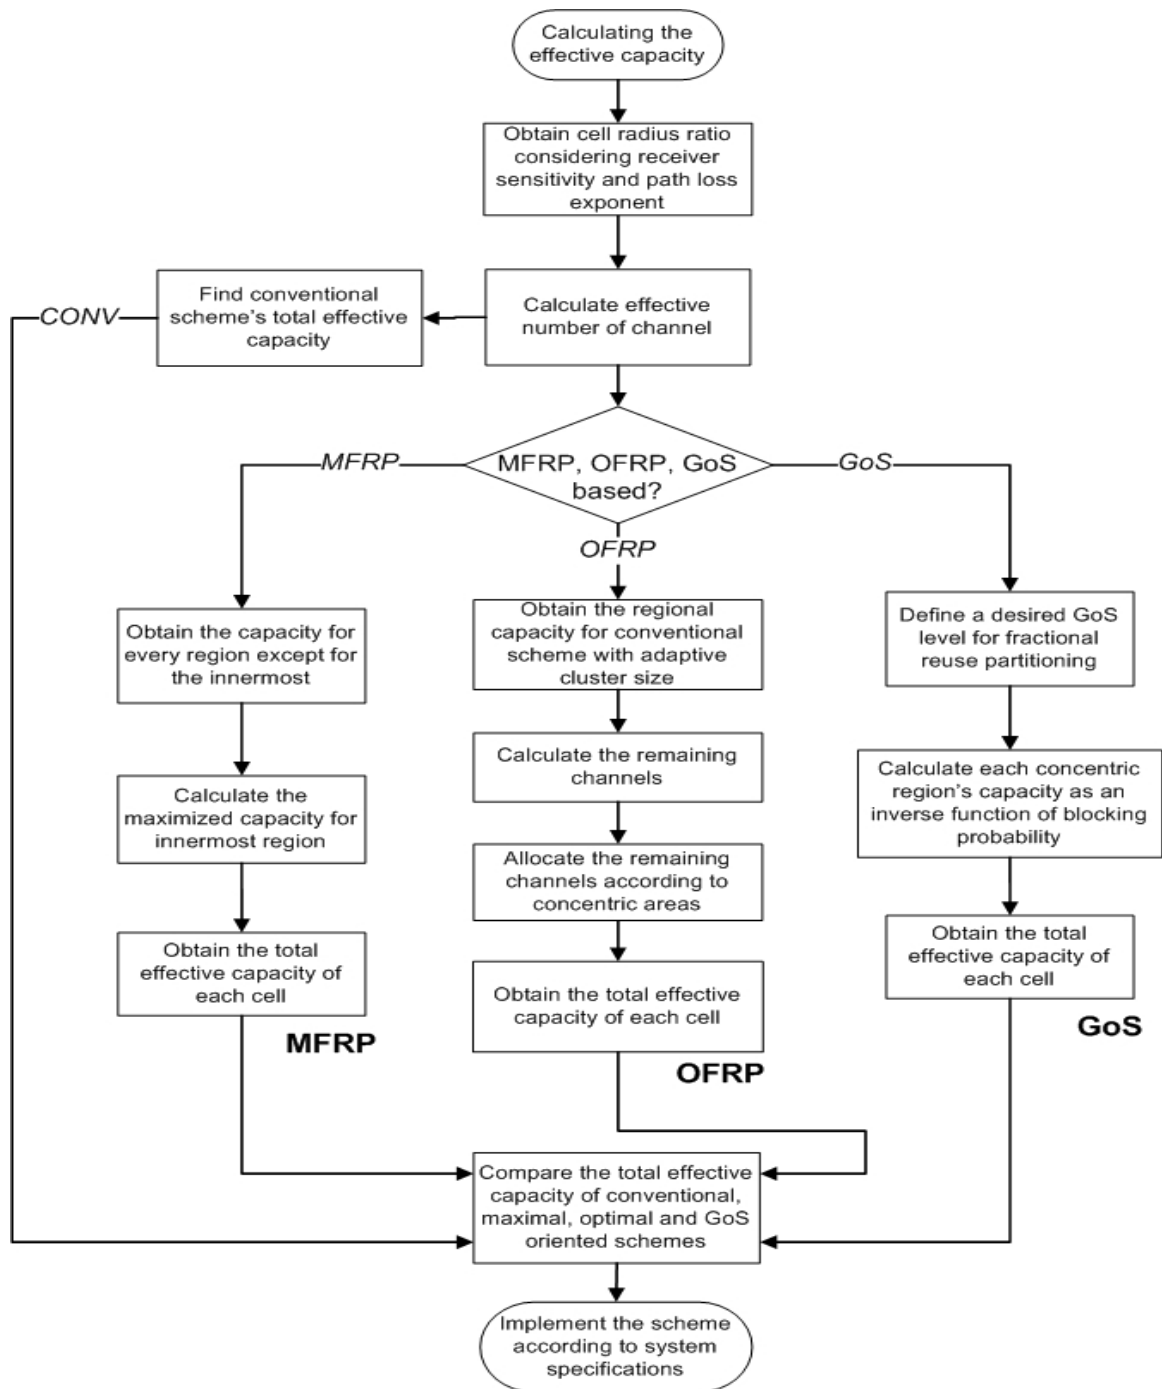 Calculating the
effective capacity
Obtain cell radius ratio
considering receiver
sensitivity and path loss
exponent
Find conventional
scheme's total effective
capacity
CONV
Calculate effective
number of channel
MFRP
MFRP, OFRP, GoS
based?
GoS
OFRP
Obtain the capacity for
every region except for
the innermost
Calculate the
maximized capacity for
innermost region
Obtain the total
effective capacity of
each cell
MFRP
Obtain the regional
capacity for conventional
scheme with adaptive
cluster size
Calculate the remaining
channels
Allocate the remaining
channels according to
concentric areas
Obtain the total effective
capacity of each cell
OFRP
Define a desired GoS
level for fractional
reuse partitioning
Calculate each concentric
region's capacity as an
inverse function of blocking
probability
Obtain the total
effective capacity of
each cell
GoS
Compare the total effective
capacity of conventional,
maximal, optimal and GoS
oriented schemes
Implement the scheme
according to system
specifications